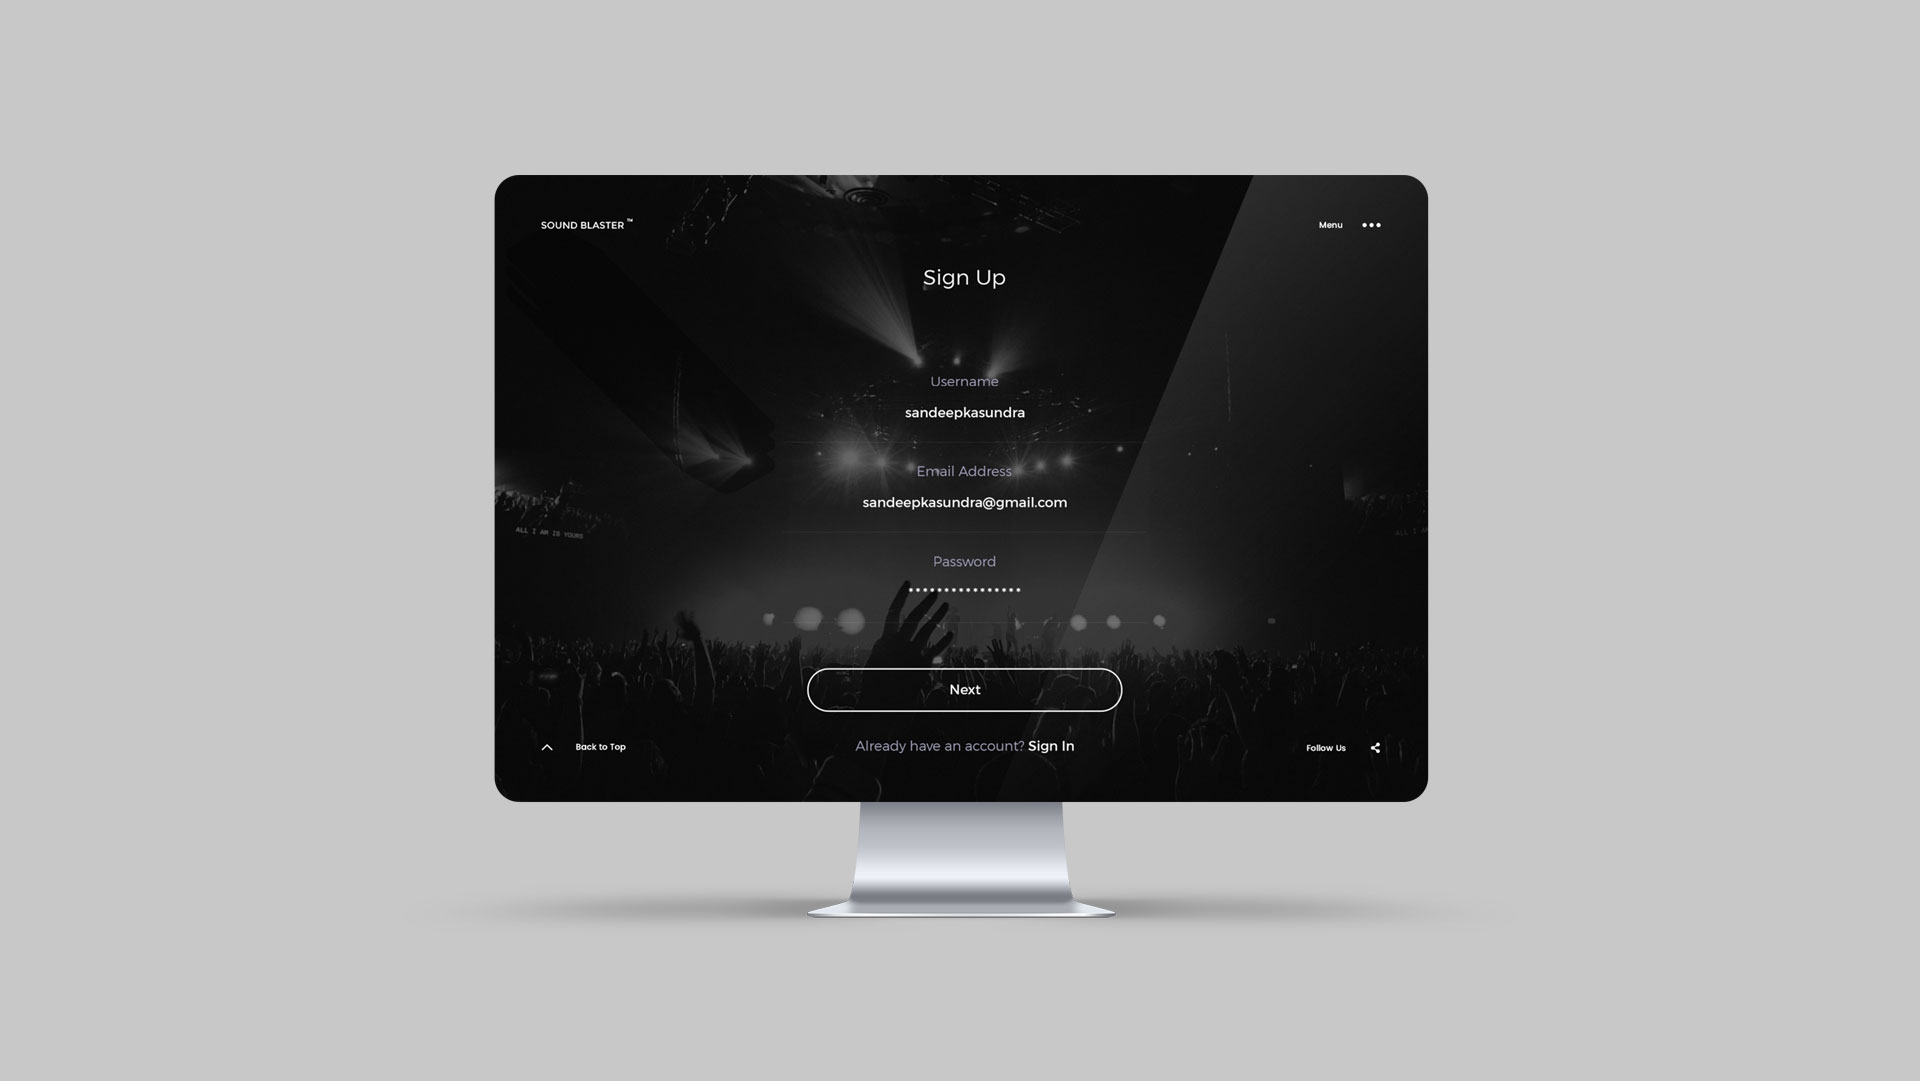 SOUND BLASTER ™
Menu
Sign Up
Username
sandeepkasundra
Email Address
sandeepkasundra@gmail.com
ALL I AM IS YOURS
ALL I A
Password
Next
Back to Top
Already have an account? Sign In
Follow Us